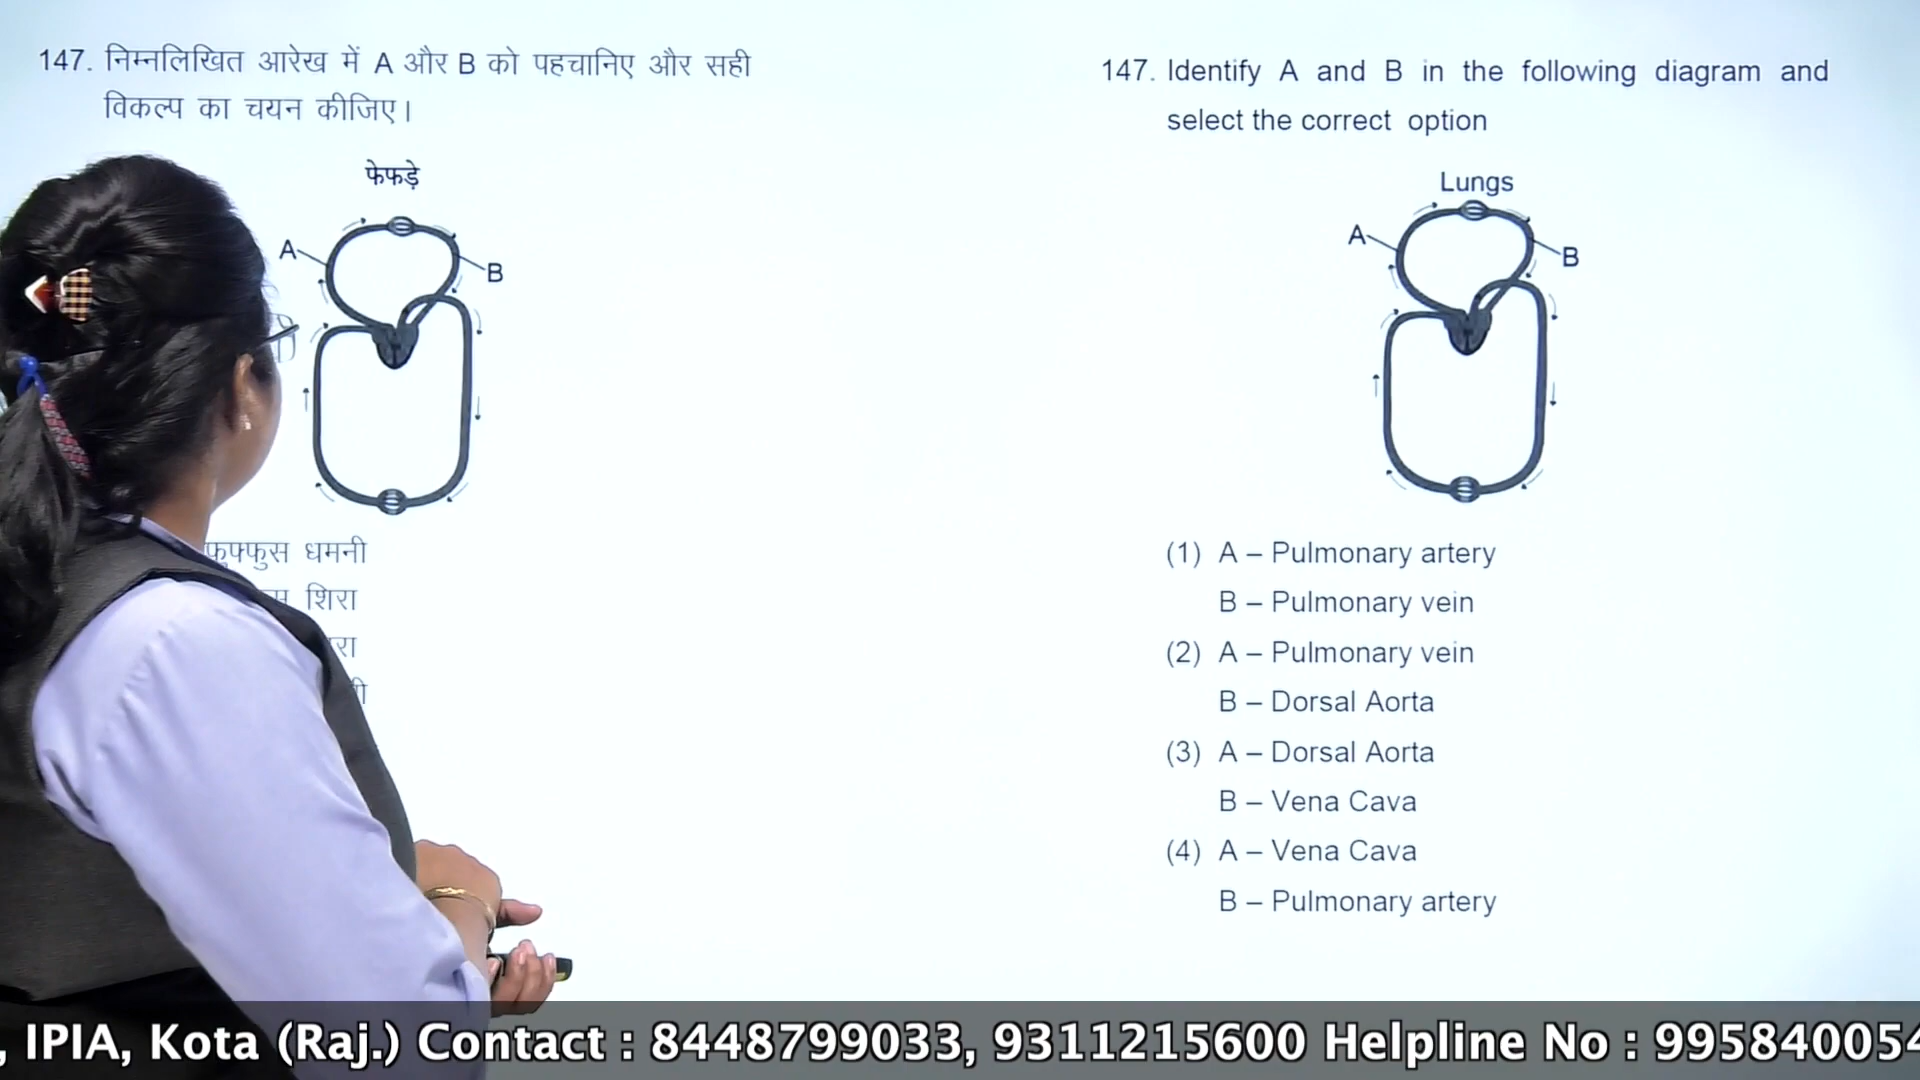 147. निम्नलिखित आरेख में A और B को पहचानिए और सही
विकल्प का चयन कीजिए।
फेफड़े
A
B
फुफ्फुस धमनी
शिरा
147. Identify A and B in the following diagram and
select the correct option
Lungs
A
B
(1) A – Pulmonary artery
B – Pulmonary vein
(2) A – Pulmonary vein
B – Dorsal Aorta
(3) A – Dorsal Aorta
B – Vena Cava
(4) A – Vena Cava
B – Pulmonary artery
, IPIA, Kota (Raj.) Contact : 8448799033, 9311215600 Helpline No : 995840054